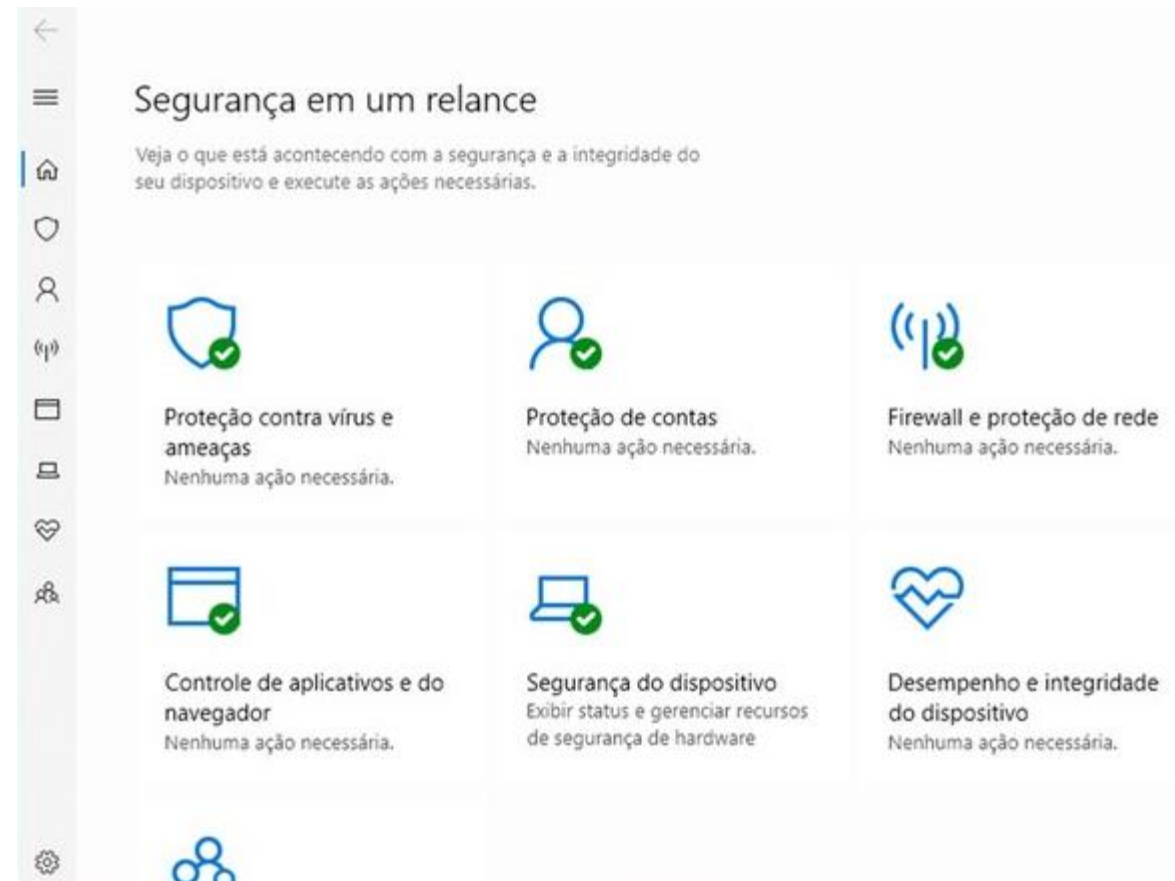 Segurança em um relance
Veja o que está acontecendo com a segurança e a integridade do
seu dispositivo e execute as ações necessárias.
Proteção contra vírus e
ameaças
Nenhuma ação necessária.
Proteção de contas
Nenhuma ação necessária.
Firewall e proteção de rede
Nenhuma ação necessária.
Controle de aplicativos e do
navegador
Nenhuma ação necessária.
Segurança do dispositivo
Exibir status e gerenciar recursos
de segurança de hardware
Desempenho e integridade
do dispositivo
Nenhuma ação necessária.